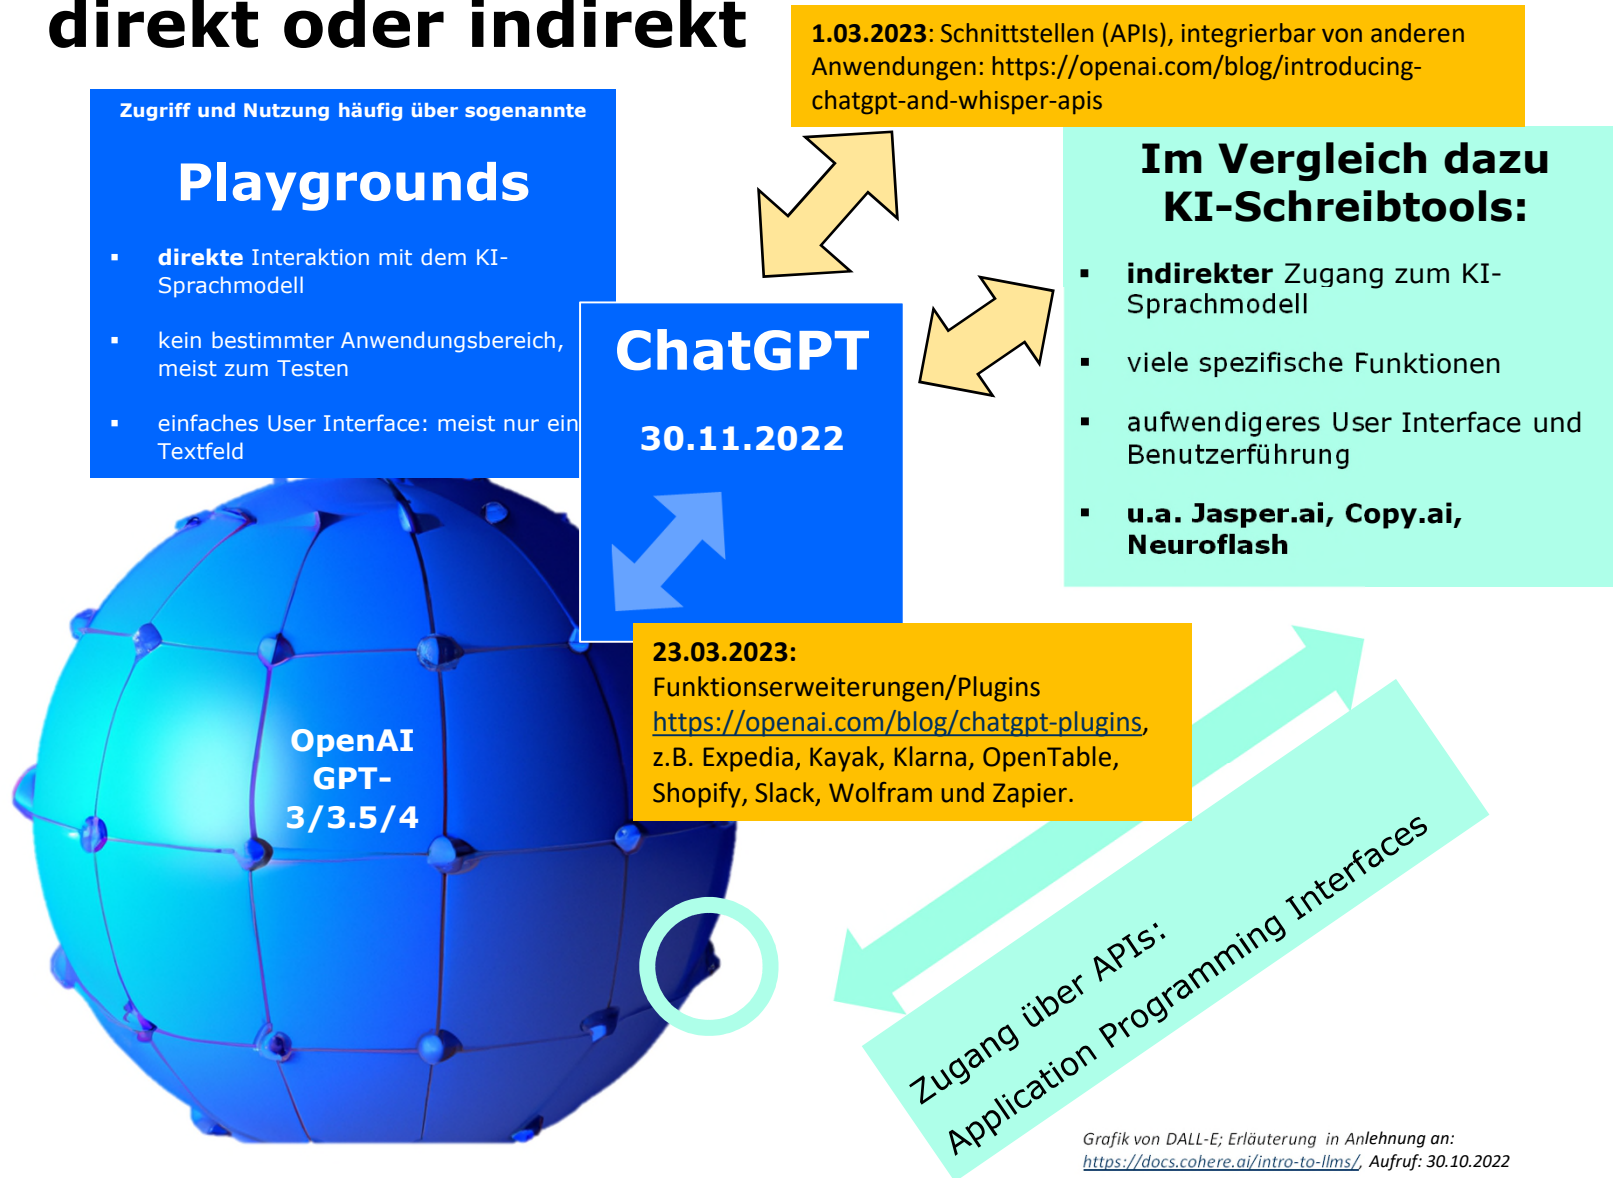 direkt oder indirekt
1.03.2023: Schnittstellen (APIs), integrierbar von anderen
Anwendungen: https://openai.com/blog/introducing-
chatgpt-and-whisper-apis
Zugriff und Nutzung häufig über sogenannte
Playgrounds
▪ direkte Interaktion mit dem KI-
Sprachmodell
▪ kein bestimmter Anwendungsbereich,
meist zum Testen
▪ einfaches User Interface: meist nur ein
Textfeld
ChatGPT
30.11.2022
Im Vergleich dazu
KI-Schreibtools:
▪ indirekter Zugang zum KI-
Sprachmodell
▪ viele spezifische Funktionen
▪ aufwendigeres User Interface und
Benutzerführung
▪ u.a. Jasper.ai, Copy.ai,
Neuroflash
23.03.2023:
Funktionserweiterungen/Plugins
https://openai.com/blog/chatgpt-plugins,
z.B. Expedia, Kayak, Klarna, OpenTable,
Shopify, Slack, Wolfram und Zapier.
OpenAI
GPT-
3/3.5/4
Zugang über APIs:
Application Programming Interfaces
Grafik von DALL-E; Erläuterung in Anlehnung an:
https://docs.cohere.ai/intro-to-llms/, Aufruf: 30.10.2022